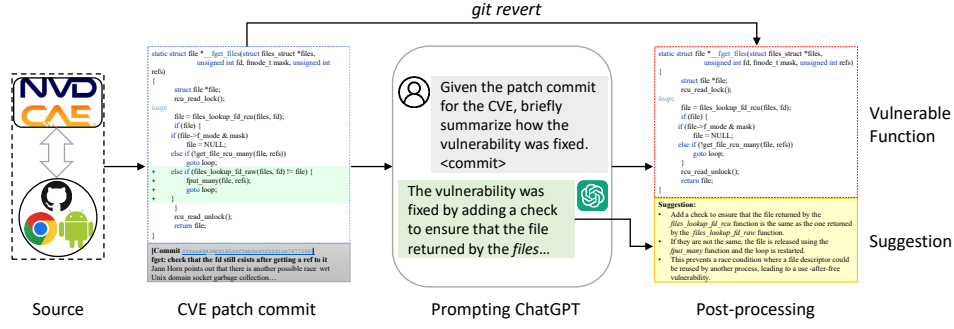 git revert
NVD
CAE
Source
static struct file *__fget_files(struct files_struct *files,
unsigned int fd, fmode_t mask, unsigned int
refs)
{
struct file *file;
rcu_read_lock();
loop:
file = files_lookup_fd_rcu(files, fd);
if (file) {
if (file->f_mode & mask)
file = NULL;
else if (!get_file_rcu_many(file, refs))
goto loop;
+ else if (files_lookup_fd_raw(files, fd) != file) {
+ fput_many(file, refs);
+ goto loop;
+ }
}
rcu_read_unlock();
return file;
}
[Commit
fget: check that the fd still exists after getting a ref to it
Jann Horn points out that there is another possible race wrt
Unix domain socket garbage collection…
CVE patch commit
Given the patch commit
for the CVE, briefly
summarize how the
vulnerability was fixed.
<commit>
The vulnerability was
fixed by adding a check
to ensure that the file
returned by the files…
Prompting ChatGPT
static struct file *__fget_files(struct files_struct *files,
unsigned int fd, fmode_t mask, unsigned int refs)
{
struct file *file;
rcu_read_lock();
loop:
file = files_lookup_fd_rcu(files, fd);
if (file) {
if (file->f_mode & mask)
file = NULL;
else if (!get_file_rcu_many(file, refs))
goto loop;
}
rcu_read_unlock();
return file;
}
Suggestion:
• Add a check to ensure that the file returned by the
files_lookup_fd_rcu function is the same as the one returned
by the files_lookup_fd_raw function.
• If they are not the same, the file is released using the
fput_many function and the loop is restarted.
• This prevents a race condition where a file descriptor could
be reused by another process, leading to a use -after-free
vulnerability.
Post-processing
Vulnerable
Function
Suggestion